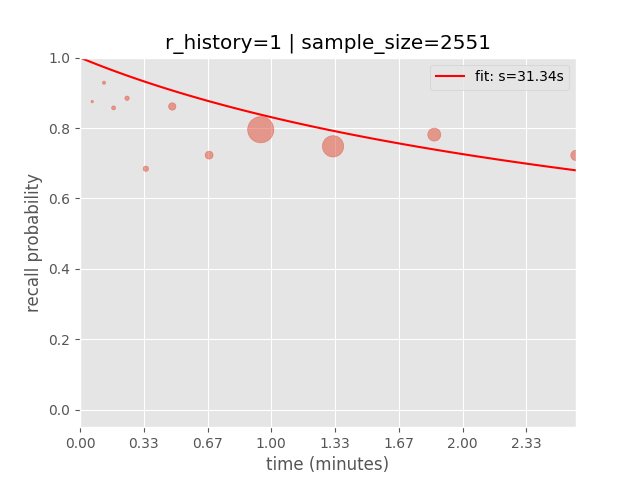 r_history=1 | sample_size=2551
fit: s=31.34s
recall probability
1.0
0.8
0.6
0.4
0.2
0.0
0.00 0.33 0.67 1.00 1.33 1.67 2.00 2.33
time (minutes)